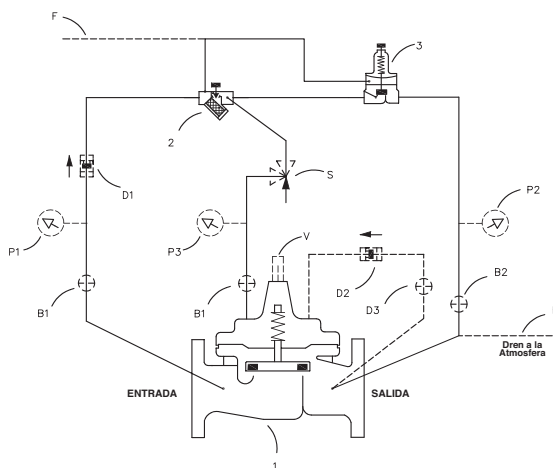 F
3
2
S
D1
P1
P3
P2
V
D2
B2
B1
B1
D3
Dren a la
Atmosfera
ENTRADA
SALIDA
1